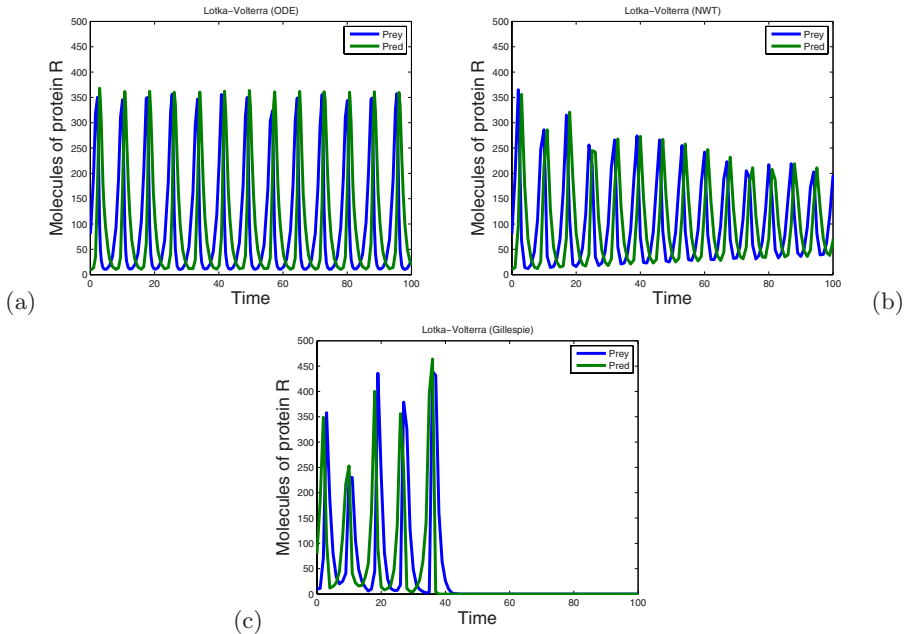 Lotka−Volterra (ODE)
500
450
400
350
300
250
200
150
100
50
0
Molecules of protein R
Prey
Pred
0 20 40 60 80 100
Time
(a)
Lotka−Volterra (NWT)
500
450
400
350
300
250
200
150
100
50
0
Molecules of protein R
Prey
Pred
0 20 40 60 80 100
Time
(b)
Lotka−Volterra (Gillespie)
500
450
400
350
300
250
200
150
100
50
0
Molecules of protein R
Prey
Pred
0 20 40 60 80 100
Time
(c)